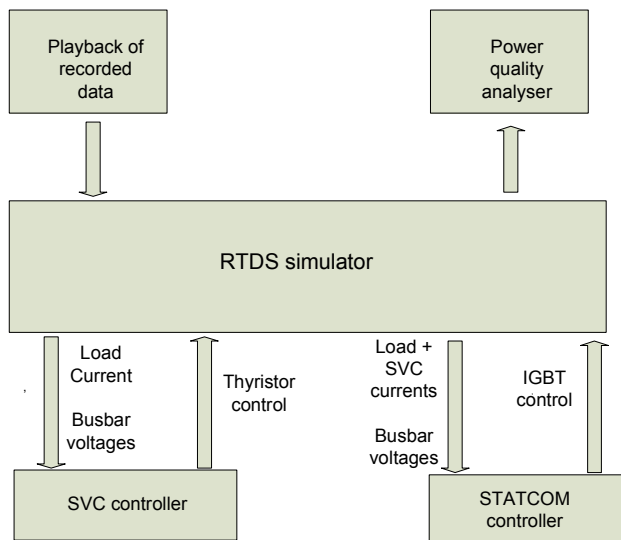 Playback of
recorded
data
Power
quality
analyser
RTDS simulator
Load
Current
Busbar
voltages
Thyristor
control
Load +
SVC
currents
Busbar
voltages
IGBT
control
,
SVC controller
STATCOM
controller